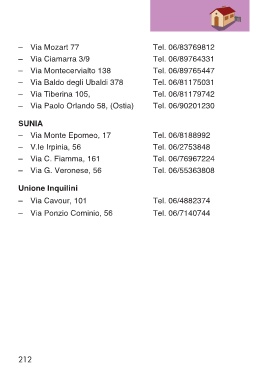 – Via Mozart 77 Tel. 06/83769812
– Via Ciamarra 3/9 Tel. 06/89764331
– Via Montecervialto 138 Tel. 06/89765447
– Via Baldo degli Ubaldi 378 Tel. 06/81175031
– Via Tiberina 105, Tel. 06/81179742
– Via Paolo Orlando 58, (Ostia) Tel. 06/90201230
SUNIA
– Via Monte Epomeo, 17 Tel. 06/8188992
– V.le Irpinia, 56 Tel. 06/2753848
– Via C. Fiamma, 161 Tel. 06/76967224
– Via G. Veronese, 56 Tel. 06/55363808
Unione Inquilini
– Via Cavour, 101 Tel. 06/4882374
– Via Ponzio Cominio, 56 Tel. 06/7140744
212